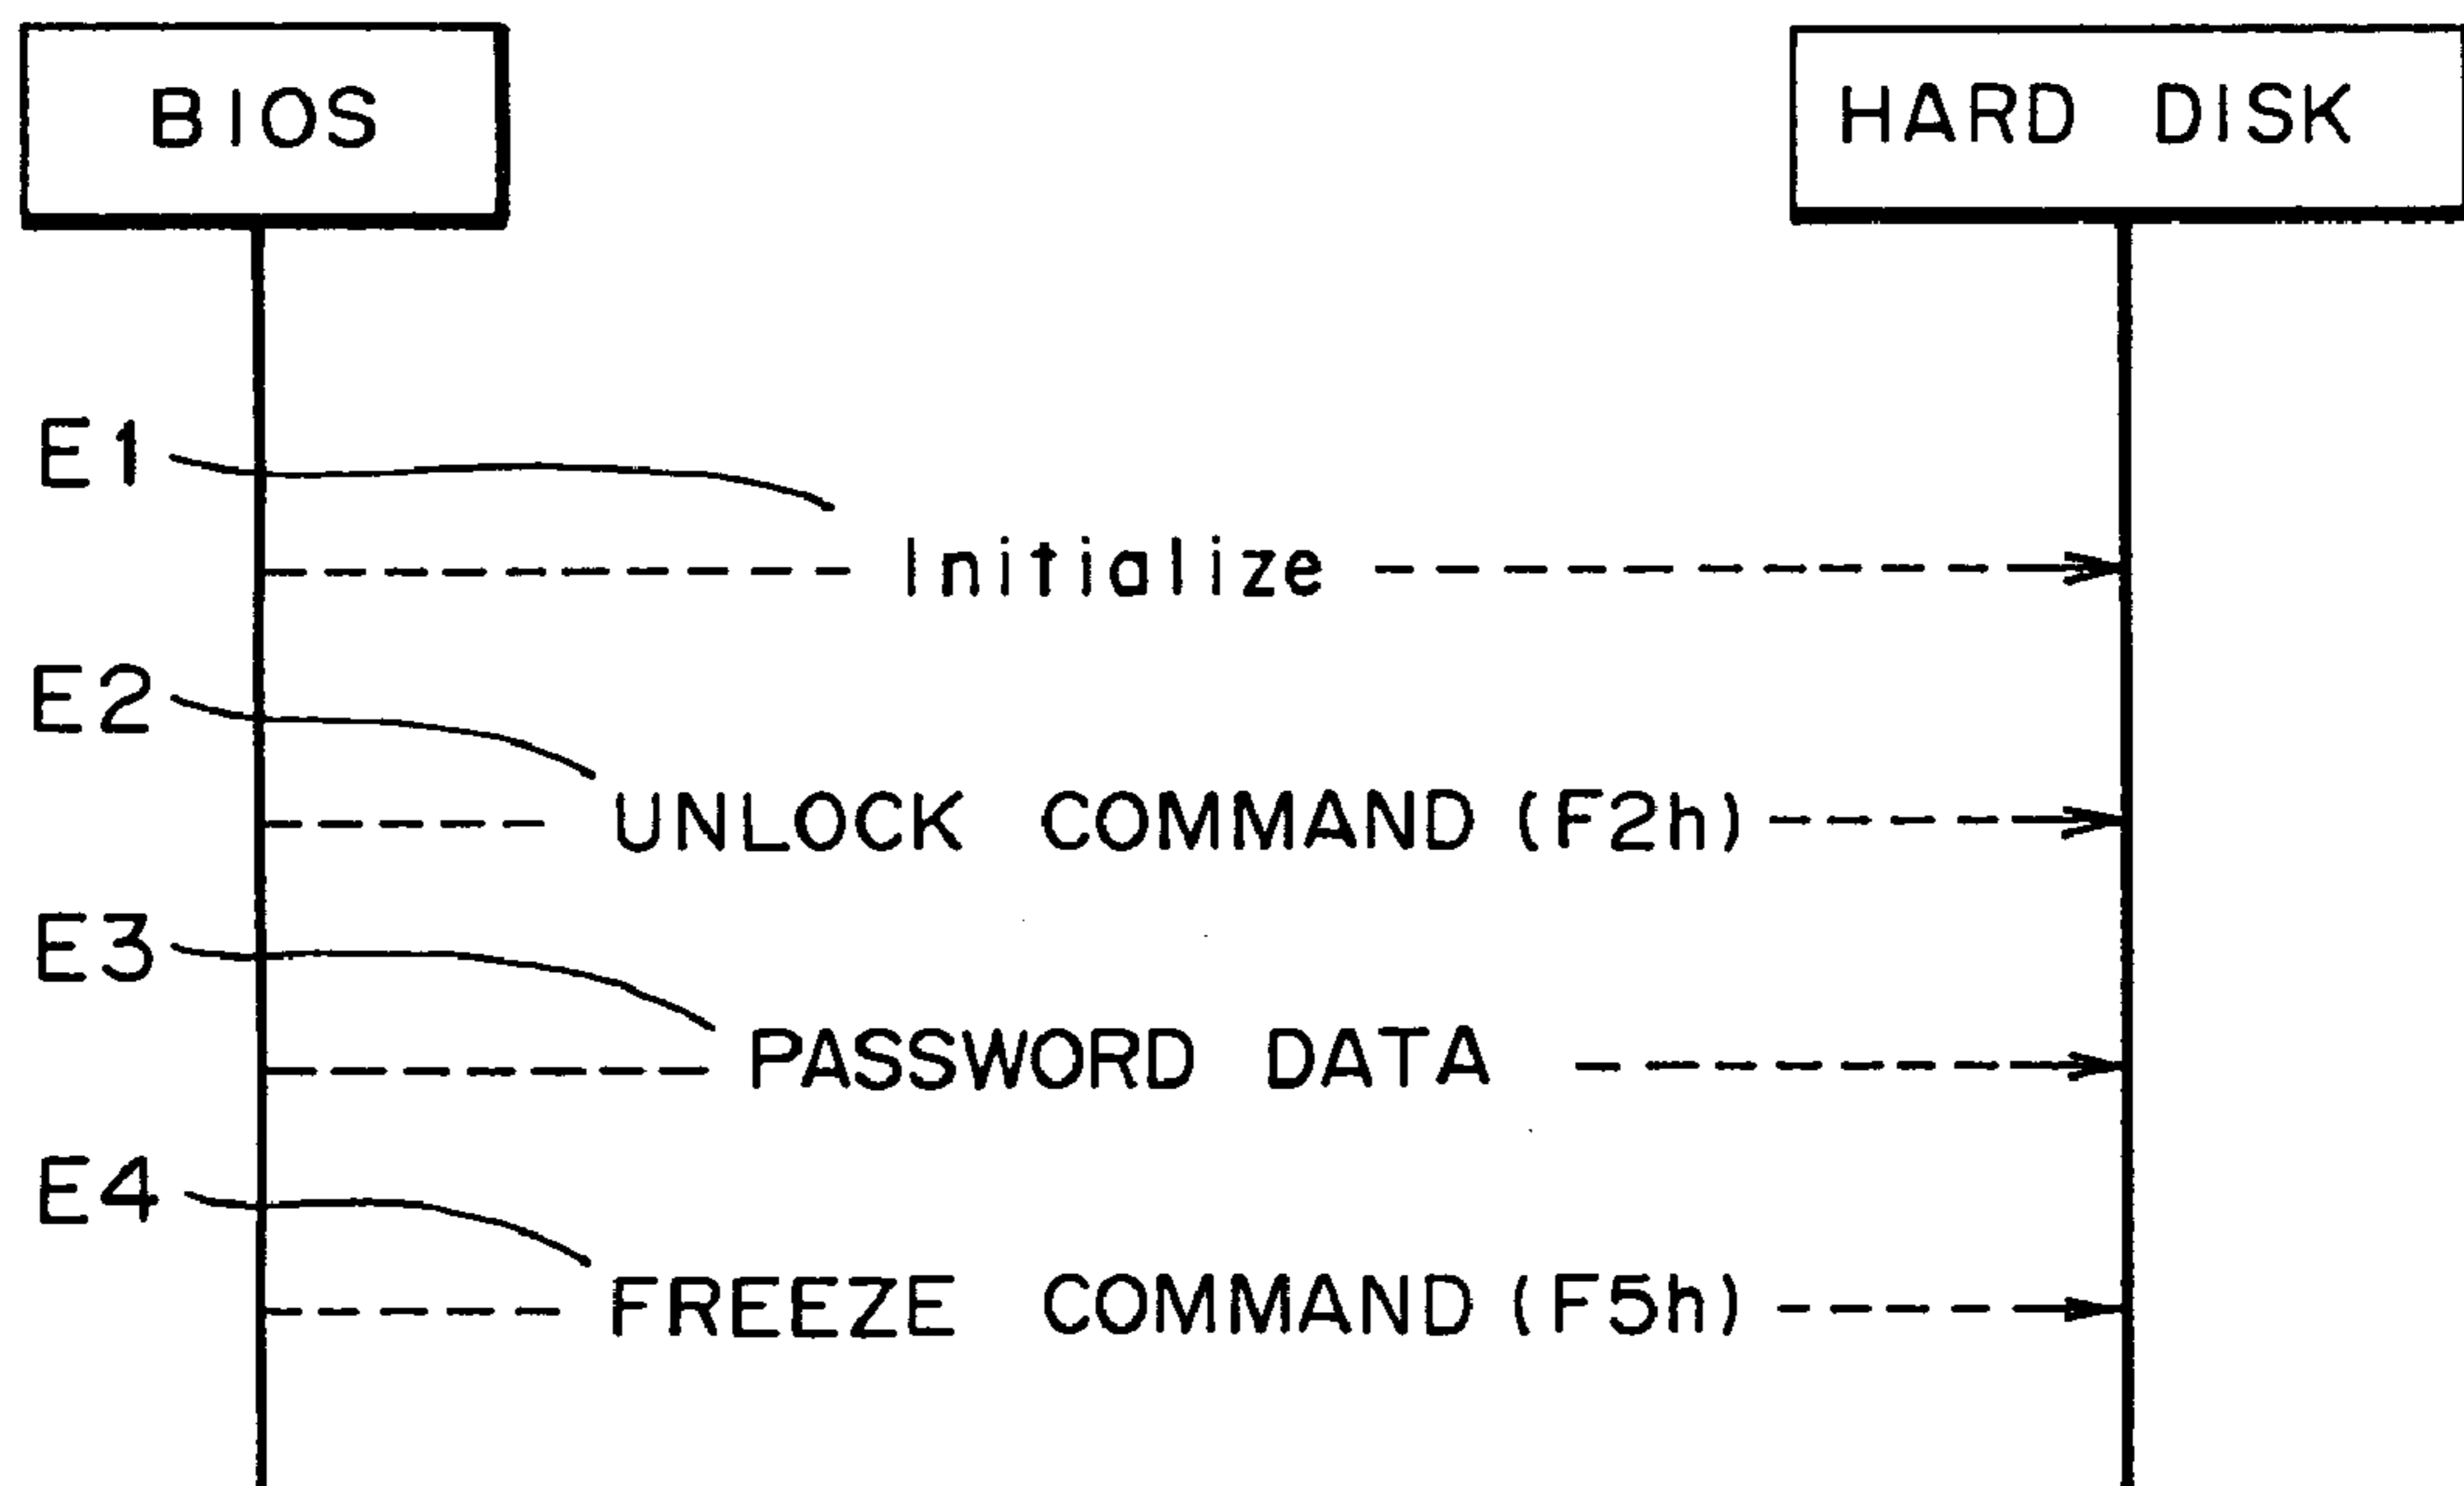 BIOS
HARD DISK
E1
Initialize
E2
UNLOCK COMMAND (F2h)
E3
PASSWORD DATA
E4
FREEZE COMMAND (F5h)